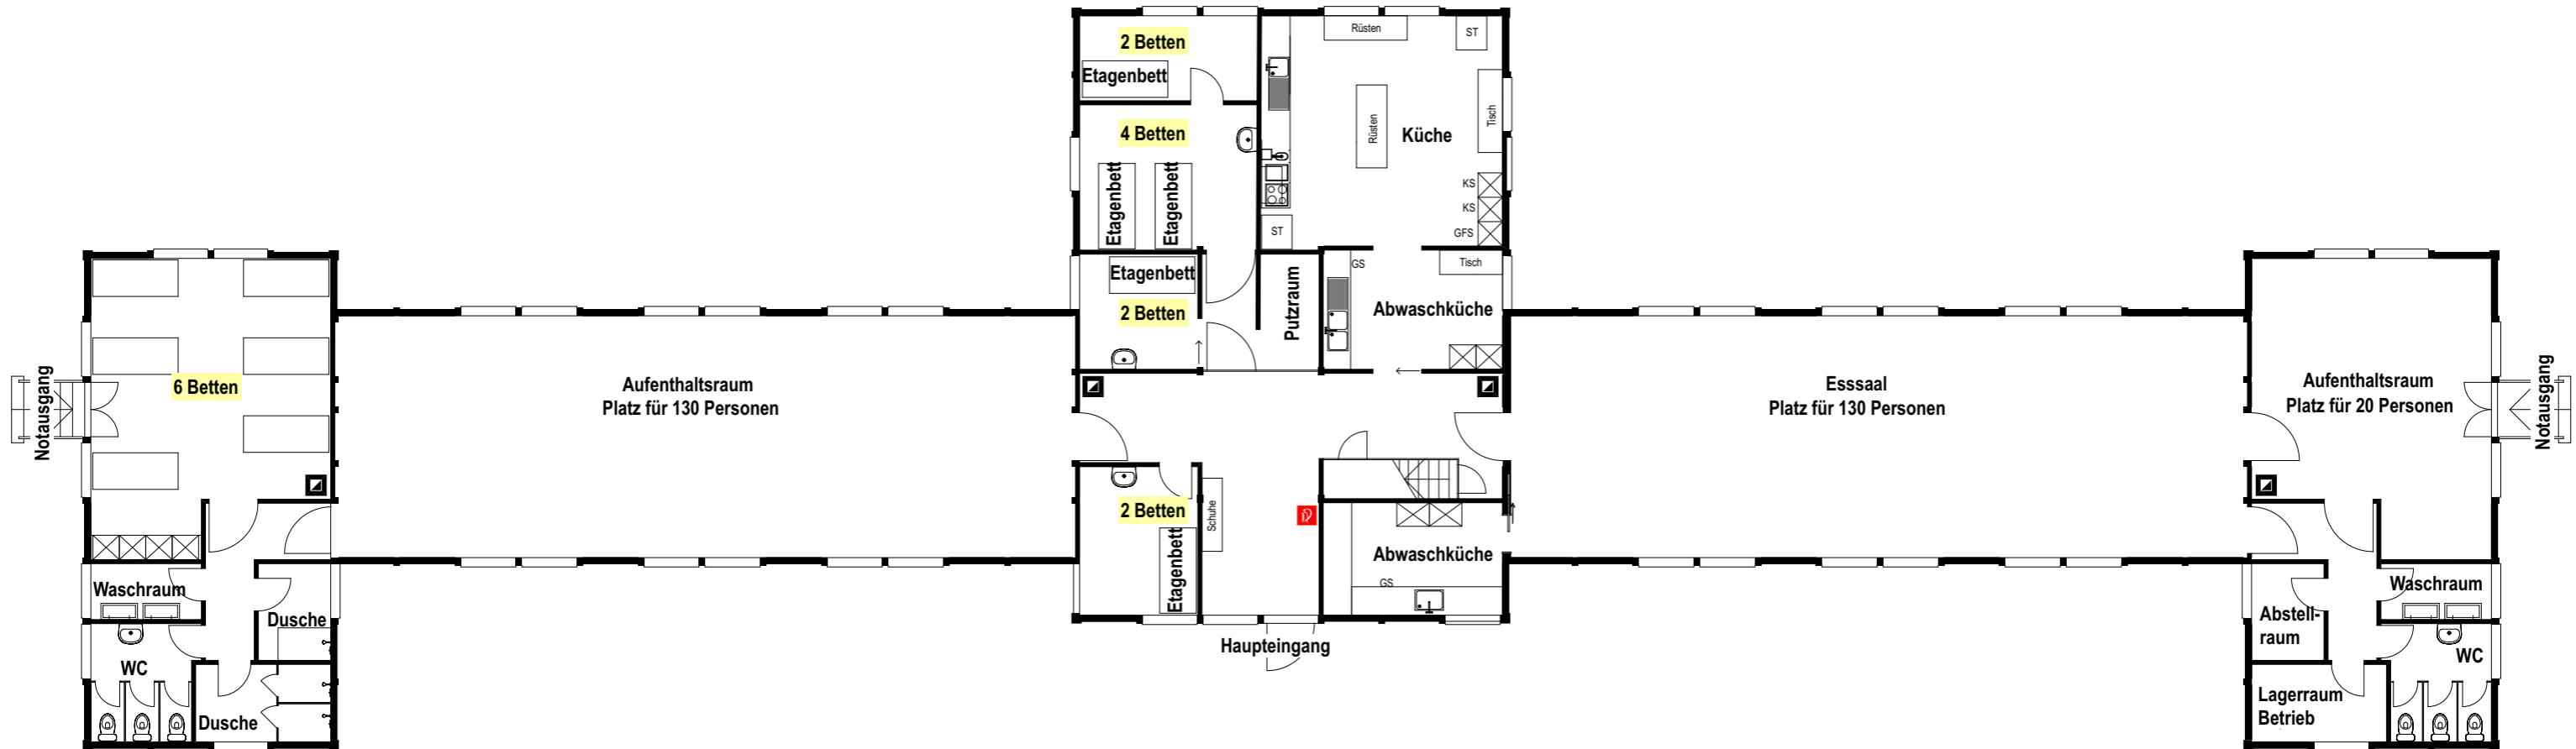 2 Betten
Etagenbett
4 Betten
Etagenbett
Etagenbett
Etagenbett
2 Betten
Rüsten
ST
Rüsten
Tisch
Küche
KS
KS
GFS
ST
Putzraum
GS
Tisch
Abwaschküche
Notausgang
6 Betten
Aufenthaltsraum
Platz für 130 Personen
Esssaal
Platz für 130 Personen
Aufenthaltsraum
Platz für 20 Personen
Notausgang
2 Betten
Etagenbett
Schuhe
Abwaschküche
GS
Haupteingang
Waschraum
Dusche
WC
Dusche
Waschraum
Abstell-
raum
WC
Lagerraum
Betrieb